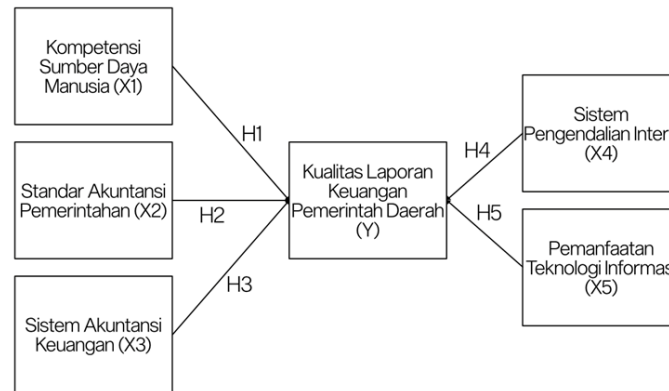 Kompetensi
Sumber Daya
Manusia (X1)
Standar Akuntansi
Pemerintahan (X2)
Sistem Akuntansi
Keuangan (X3)
H1
H2
H3
Kualitas Laporan
Keuangan
Pemerintah Daerah
(Y)
H4
H5
Sistem
Pengendalian Inter
(X4)
Pemanfaatan
Teknologi Informas
(X5)